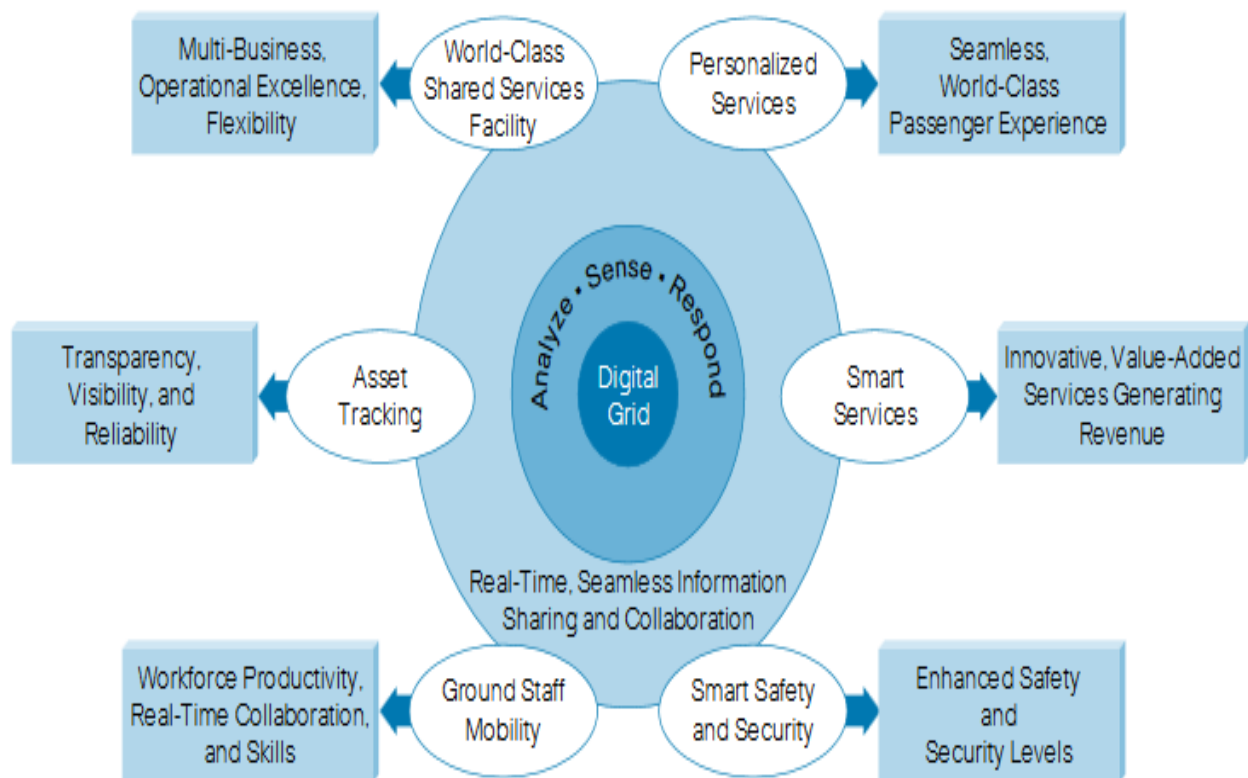 Multi-Business,
Operational Excellence,
Flexibility
World-Class
Shared Services
Facility
Personalized
Services
Seamless,
World-Class
Passenger Experience
Analyze • Sense • Respond
Digital
Grid
Transparency,
Visibility, and
Reliability
Asset
Tracking
Smart
Services
Innovative, Value-Added
Services Generating
Revenue
Real-Time, Seamless Information
Sharing and Collaboration
Workforce Productivity,
Real-Time Collaboration,
and Skills
Ground Staff
Mobility
Smart Safety
and Security
Enhanced Safety
and
Security Levels